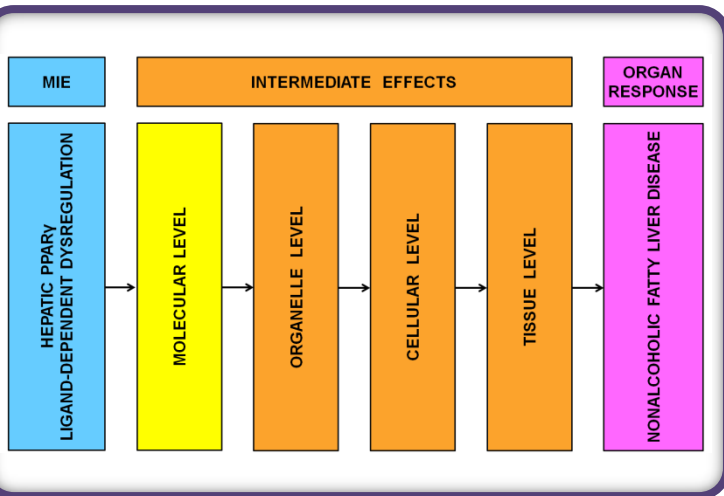 MIE
INTERMEDIATE EFFECTS
ORGAN
RESPONSE
HEPATIC PPARγ
LIGAND-DEPENDENT DYSREGULATION
MOLECULAR LEVEL
ORGANELLE LEVEL
CELLULAR LEVEL
TISSUE LEVEL
NONALCOHOLIC FATTY LIVER DISEASE